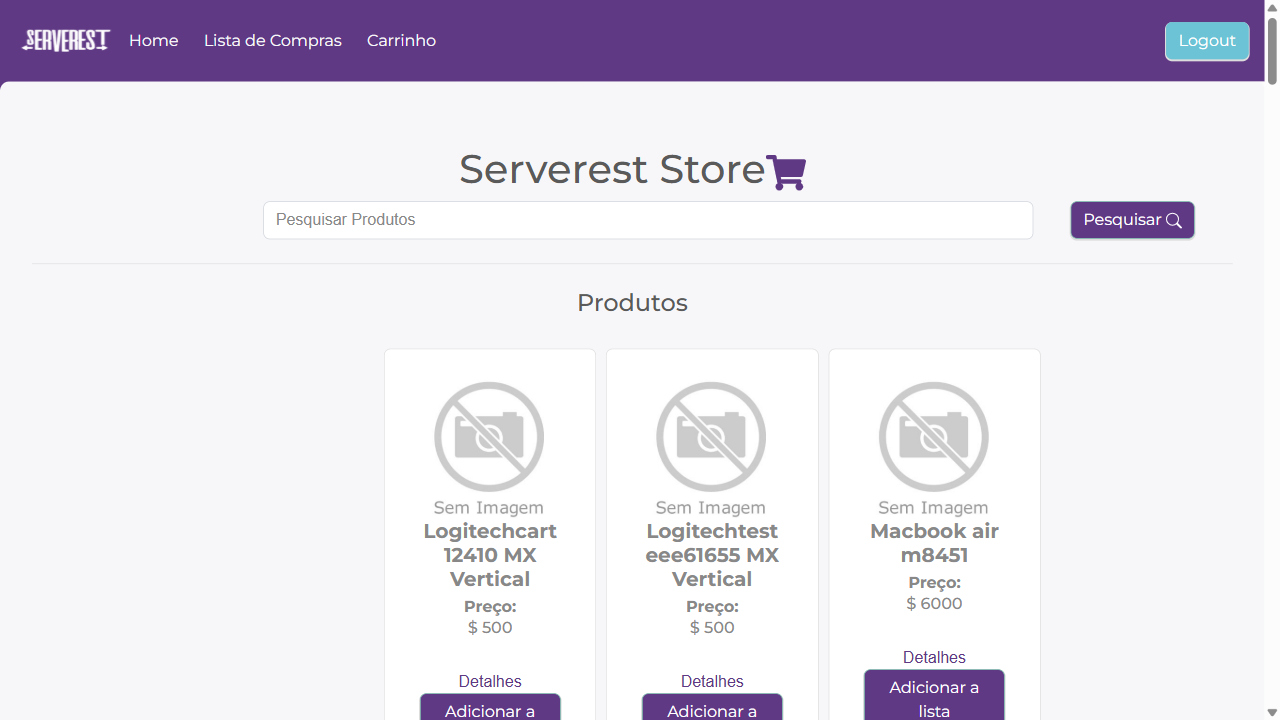 SERVEREST
Home
Lista de Compras
Carrinho
Logout
Serverest Store
Pesquisar Produtos
Pesquisar
Produtos
Sem Imagem
Logitechcart
12410 MX
Vertical
Preço:
$ 500
Detalhes
Adicionar a
Sem Imagem
Logitechtest
eee61655 MX
Vertical
Preço:
$ 500
Detalhes
Adicionar a
Sem Imagem
Macbook air
m8451
Preço:
$ 6000
Detalhes
Adicionar a
lista